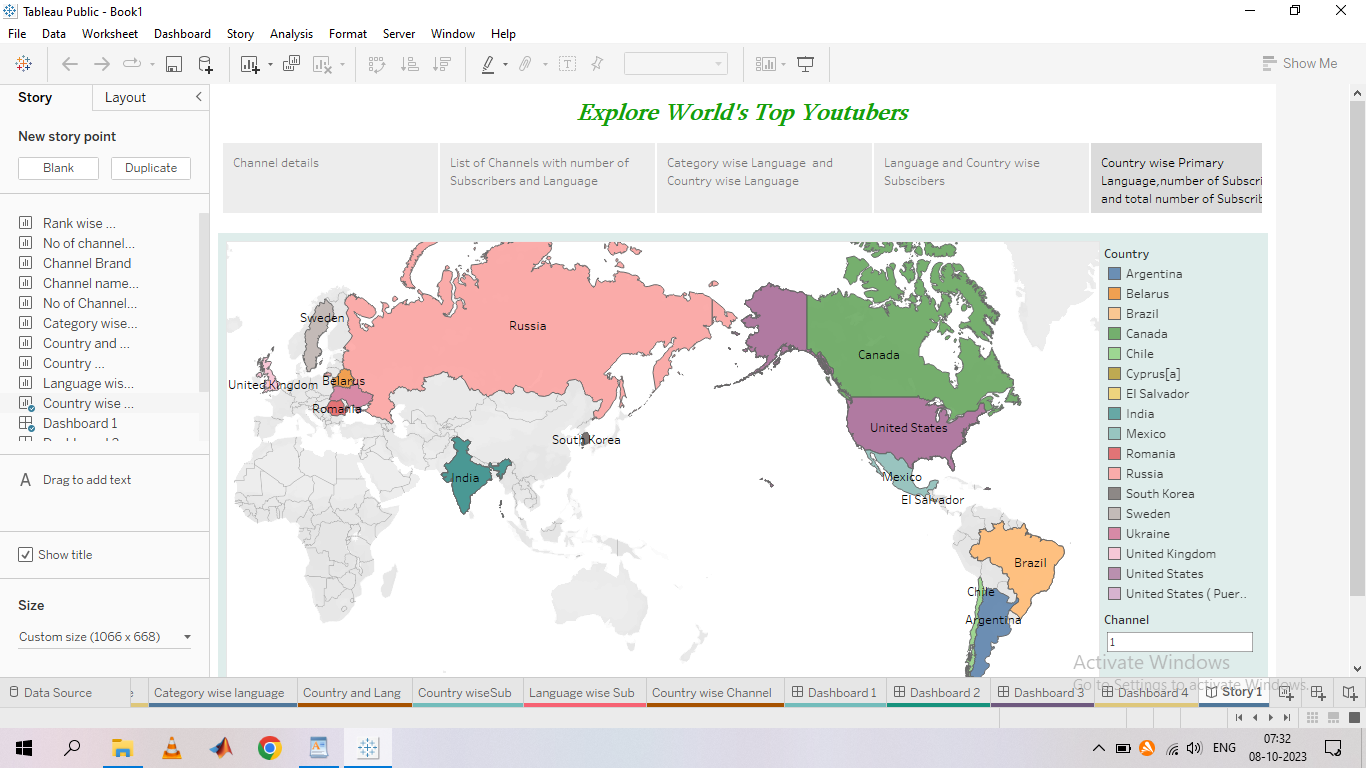 Tableau Public - Book1
File Data Worksheet Dashboard Story Analysis Format Server Window Help
Show Me
Story Layout
New story point
Blank Duplicate
Rank wise ...
No of channel...
Channel Brand
Channel name...
No of Channel...
Category wise...
Country and ...
Country ...
Language wis...
Country wise ...
Dashboard 1
A Drag to add text
Show title
Size
Custom size (1066 x 668)
Explore World's Top Youtubers
Channel details
List of Channels with number of
Subscribers and Language
Category wise Language and
Country wise Language
Language and Country wise
Subscibers
Country wise Primary
Language,number of Subscri
and total number of Subscrib
Sweden
Russia
United Kingdom
Belarus
Romania
South Korea
India
Canada
United States
Mexico
El Salvador
Brazil
Chile
Argentina
Country
Argentina
Belarus
Brazil
Canada
Chile
Cyprus[a]
El Salvador
India
Mexico
Romania
Russia
South Korea
Sweden
Ukraine
United Kingdom
United States
United States ( Puer..
Channel
1
Activate Windows
Go to Settings to activate Windows.
Data Source e Category wise language Country and Lang Country wiseSub Language wise Sub Country wise Channel Dashboard 1 Dashboard 2 Dashboard 3 Dashboard 4 Story 1
ENG
07:32
08-10-2023